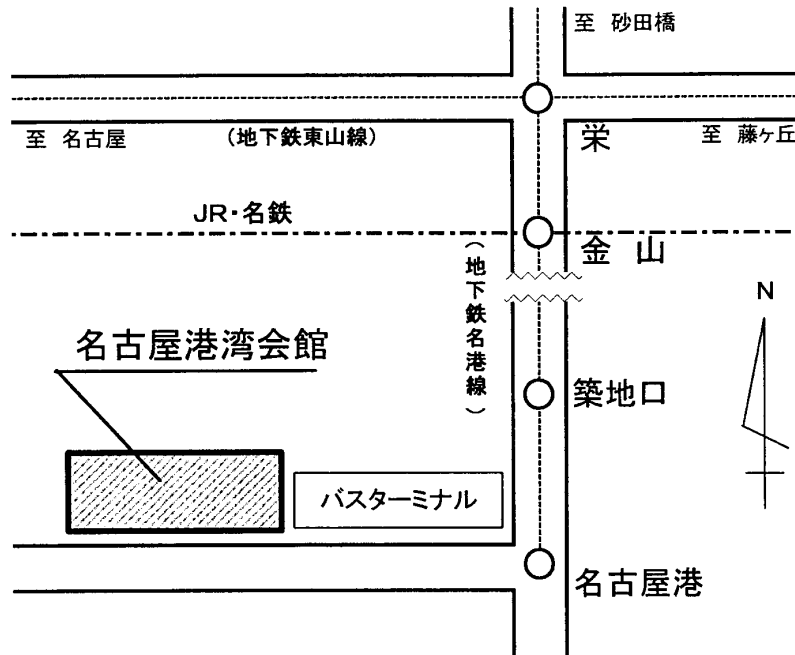 至 砂田橋
至 名古屋
(地下鉄東山線)
栄
至 藤ヶ丘
JR・名鉄
金 山
(地下鉄名港線)
N
名古屋港湾会館
築地口
バスターミナル
名古屋港